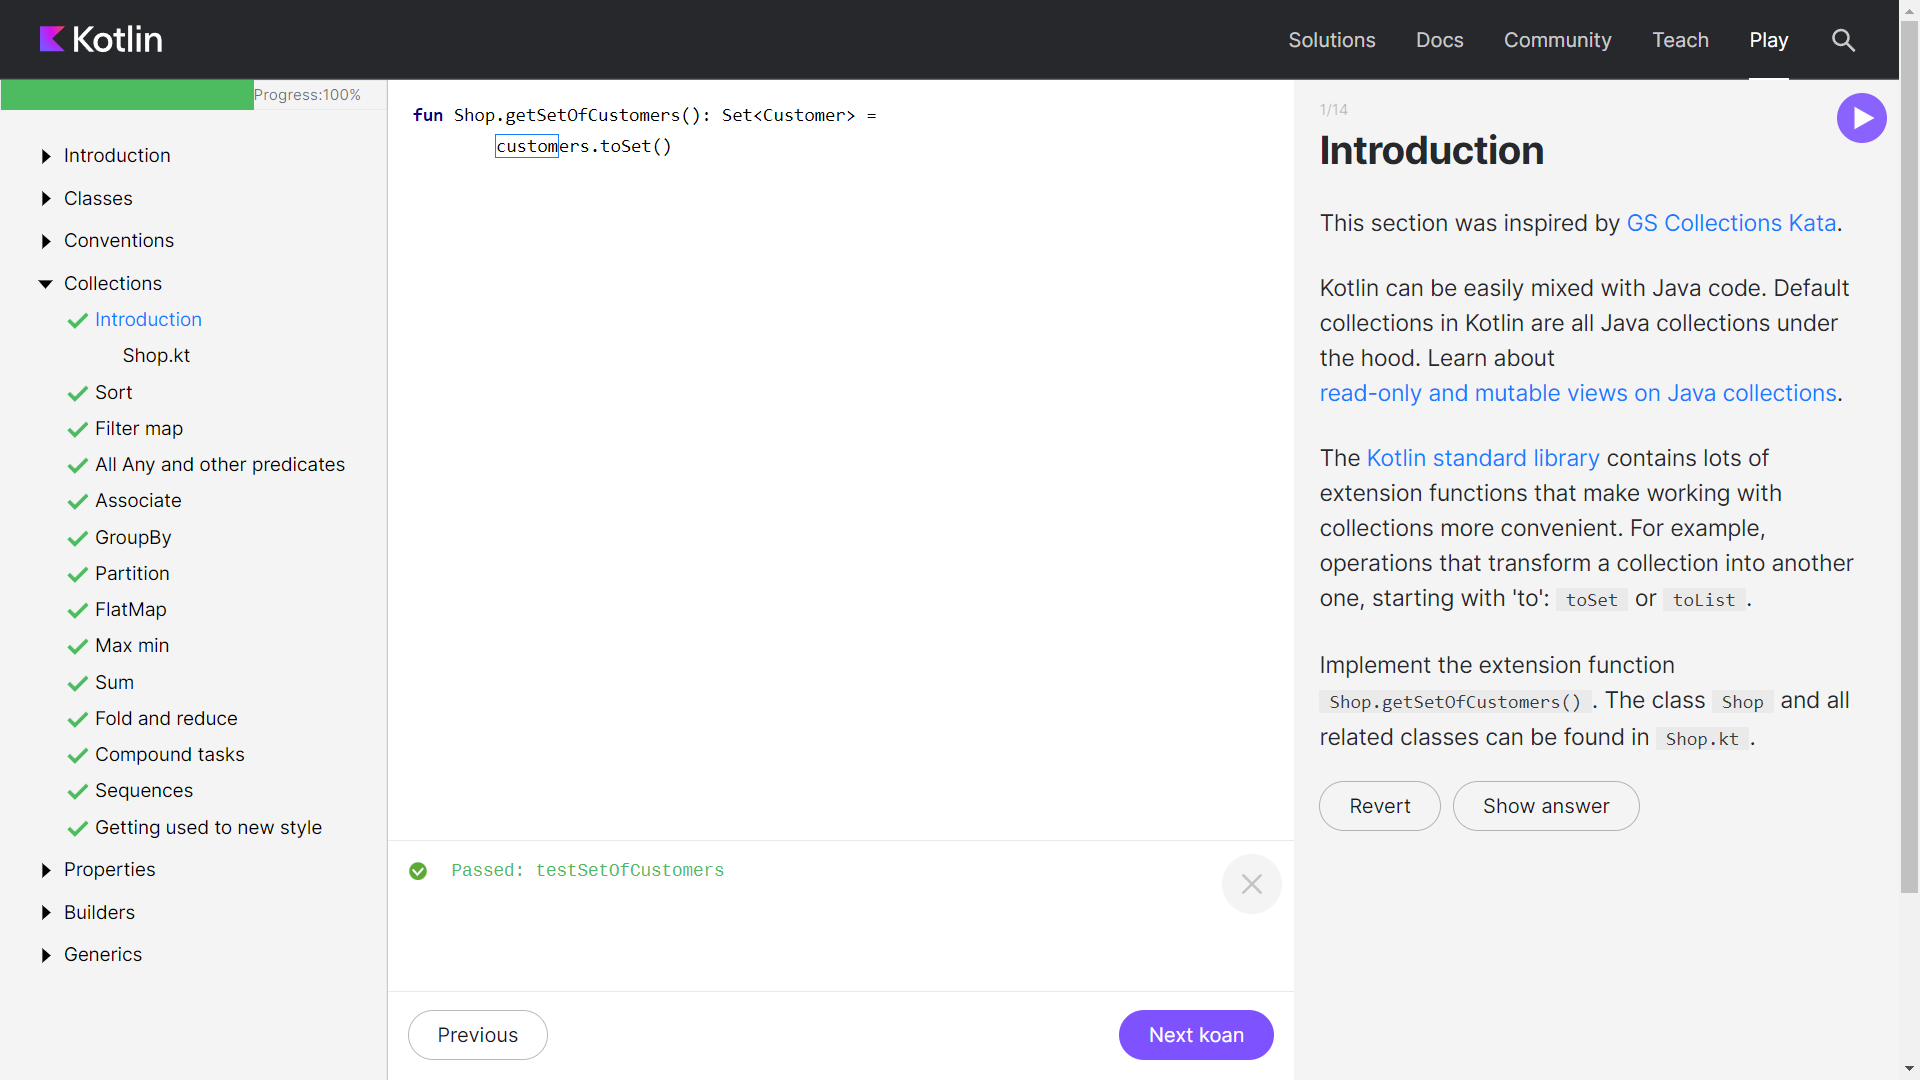 Kotlin
Solutions
Docs
Community
Teach
Play
Progress:100%
Introduction
Classes
Conventions
Collections
Introduction
Shop.kt
Sort
Filter map
All Any and other predicates
Associate
GroupBy
Partition
FlatMap
Max min
Sum
Fold and reduce
Compound tasks
Sequences
Getting used to new style
Properties
Builders
Generics
fun Shop.getSetOfCustomers(): Set<Customer> =
customers.toSet()
Passed: testSetOfCustomers
Previous
Next koan
1/14
Introduction
This section was inspired by GS Collections Kata.
Kotlin can be easily mixed with Java code. Default
collections in Kotlin are all Java collections under
the hood. Learn about
read-only and mutable views on Java collections.
The Kotlin standard library contains lots of
extension functions that make working with
collections more convenient. For example,
operations that transform a collection into another
one, starting with 'to': toSet or toList.
Implement the extension function
Shop.getSetOfCustomers(). The class Shop and all
related classes can be found in Shop.kt.
Revert
Show answer